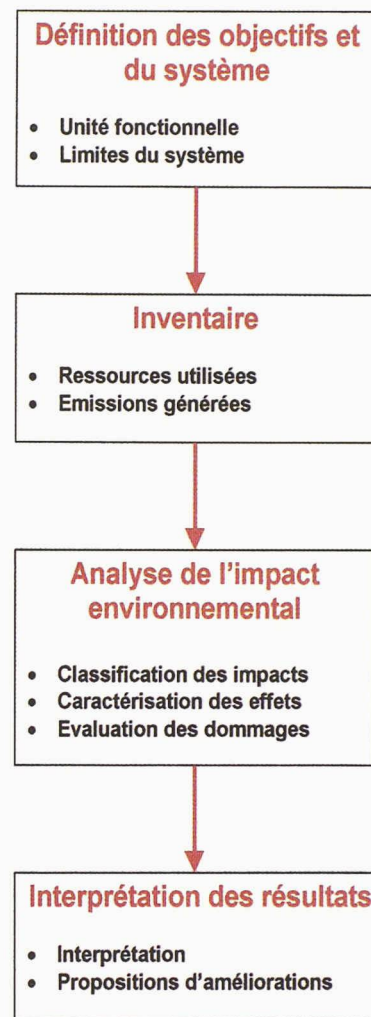 Définition des objectifs et
du système
• Unité fonctionnelle
• Limites du système
Inventaire
• Ressources utilisées
• Emissions générées
Analyse de l'impact
environnemental
• Classification des impacts
• Caractérisation des effets
• Evaluation des dommages
Interprétation des résultats
• Interprétation
• Propositions d'améliorations